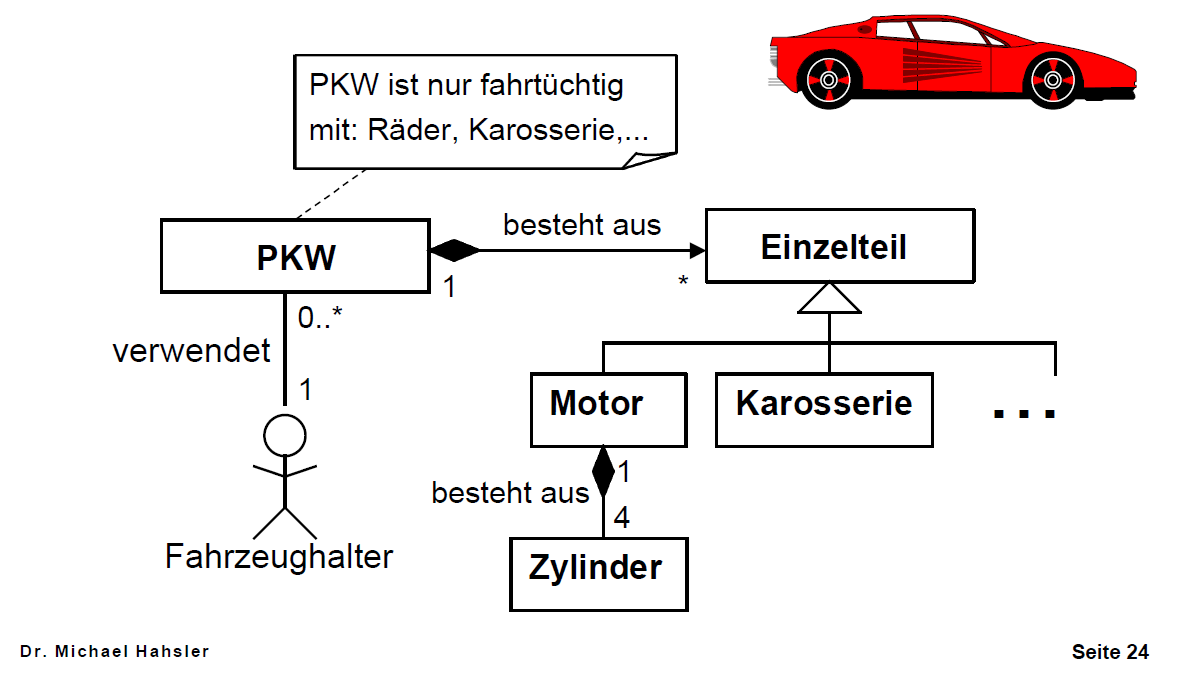 PKW ist nur fahrtüchtig
mit: Räder, Karosserie,...
besteht aus
PKW
Einzelteil
1
*
0..*
verwendet
1
Motor
Karosserie
...
1
besteht aus
4
Fahrzeughalter
Zylinder
Dr. Michael Hahsler
Seite 24